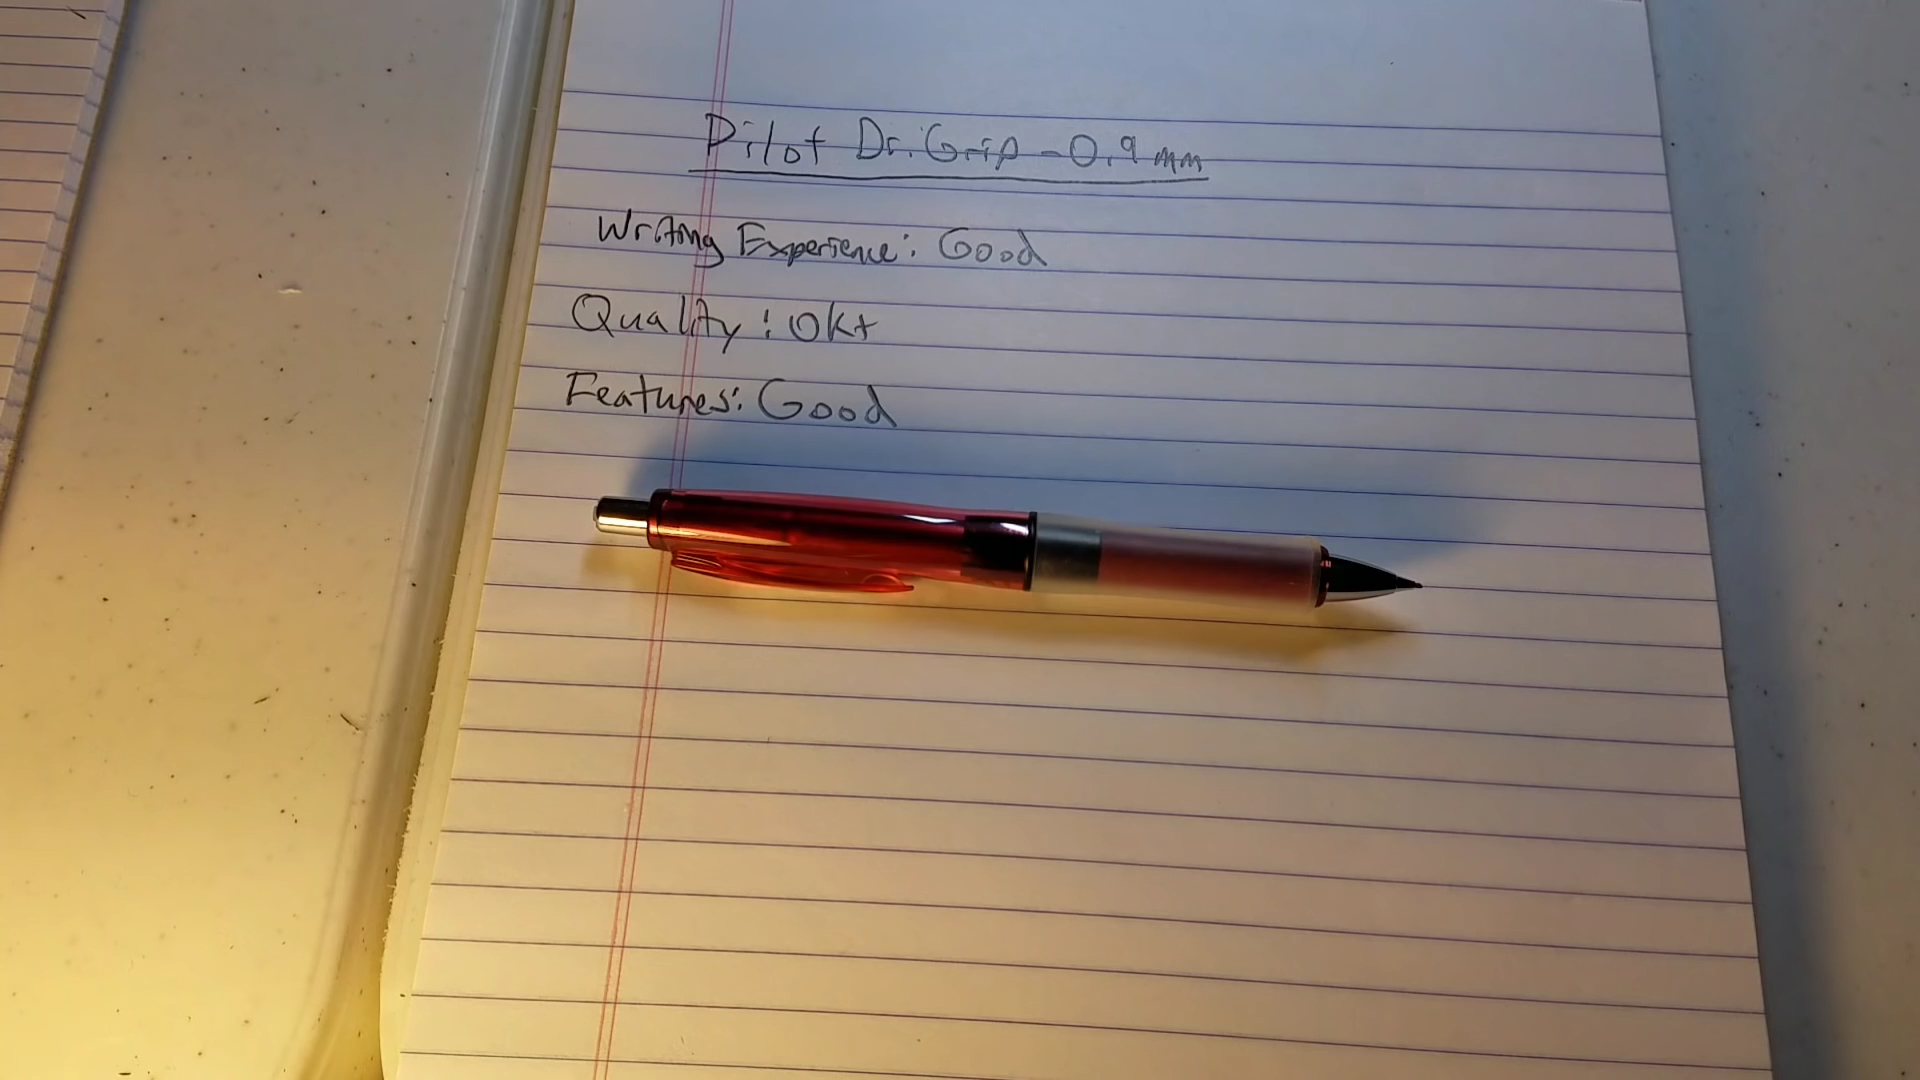 Pilot Dr. Grip - 0.9 mm
Writing Experience: Good
Quality: Ok+
Features: Good